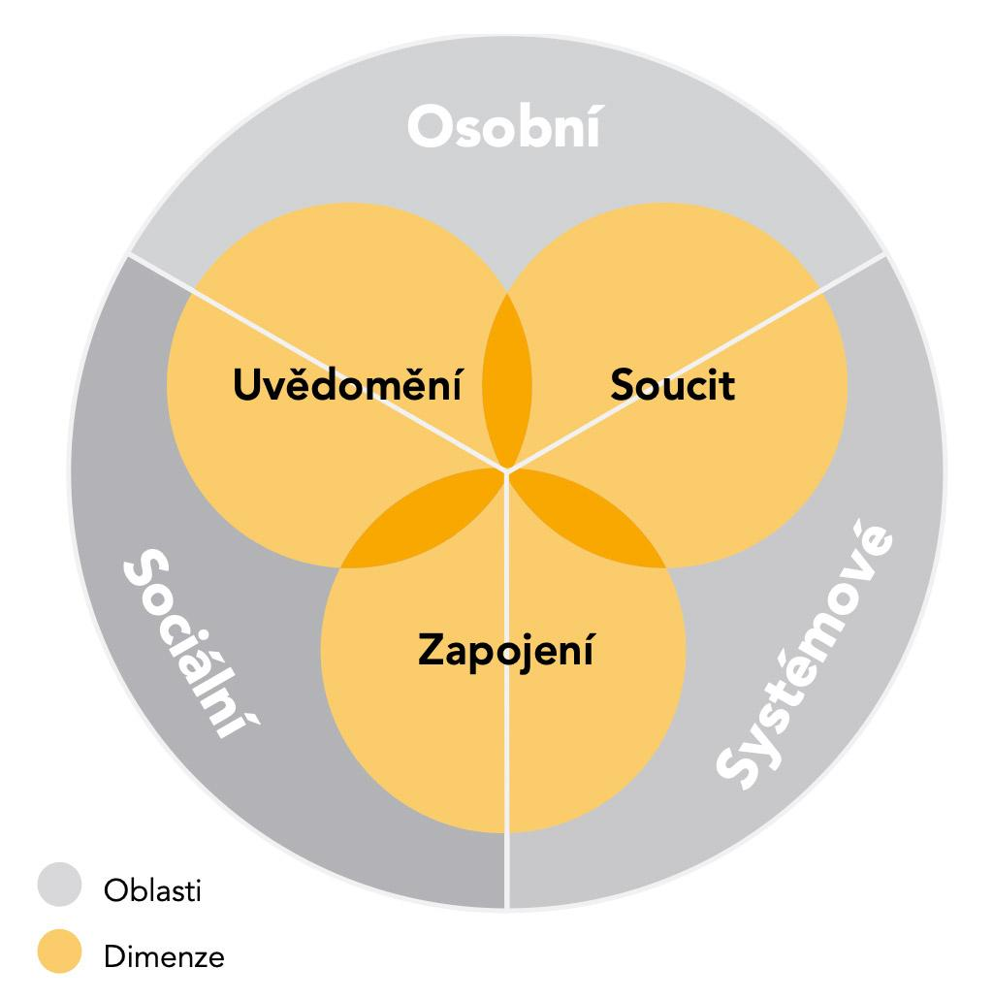 Osobní
Uvědomění
Soucit
Sociální
Systémové
Zapojení
Oblasti
Dimenze